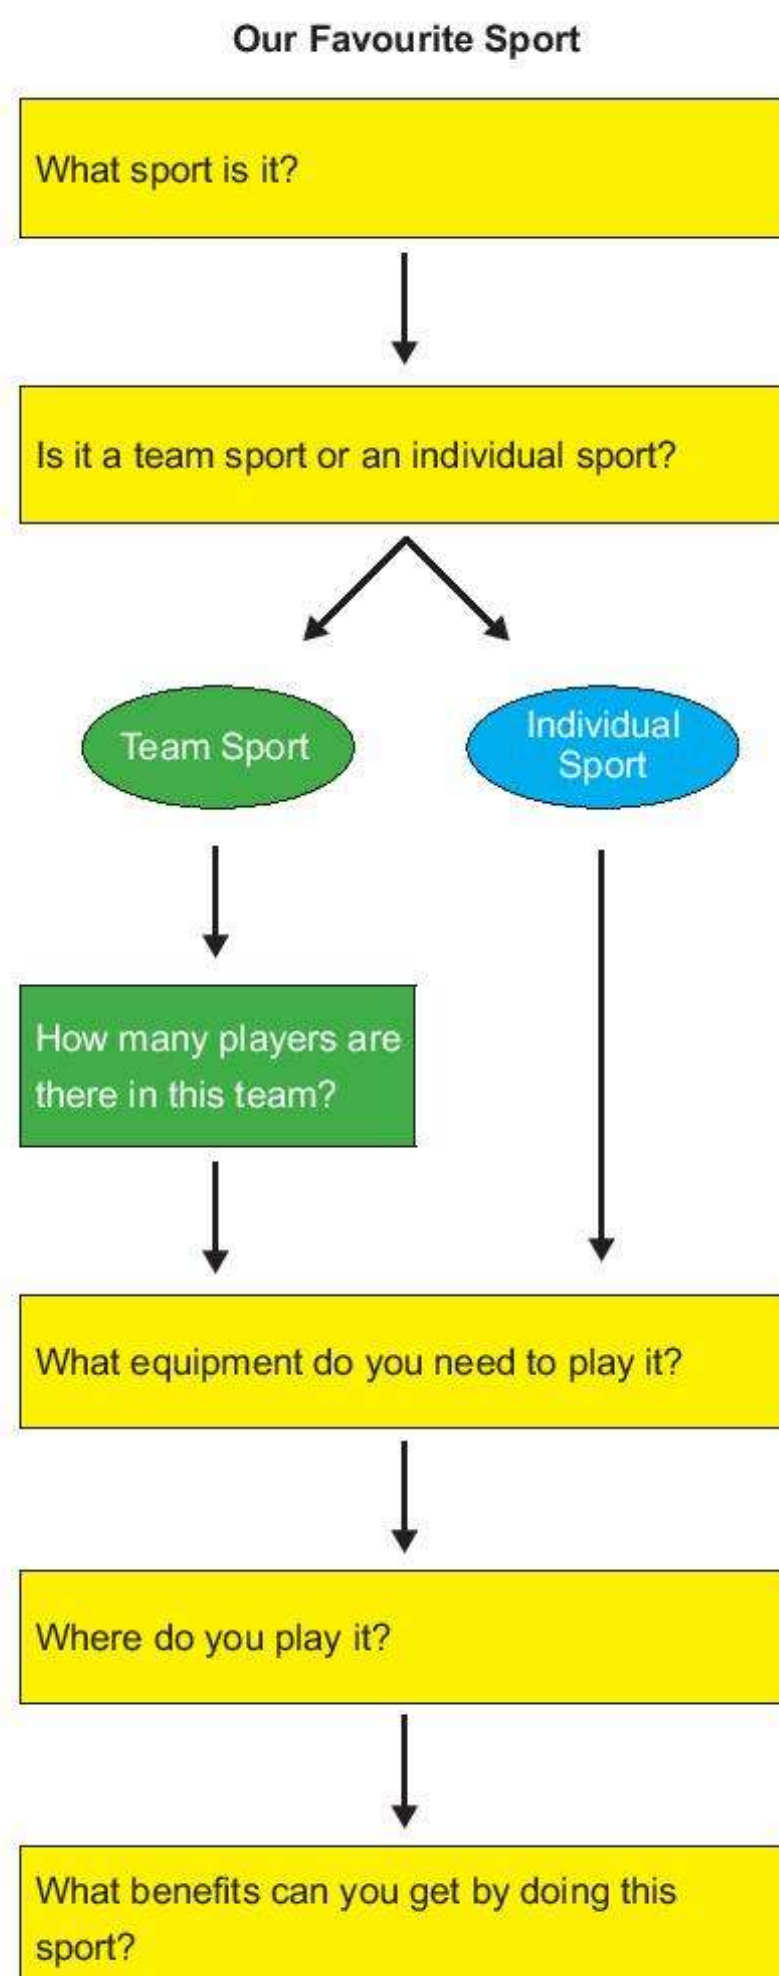 Our Favourite Sport
What sport is it?
Is it a team sport or an individual sport?
Team Sport
Individual
Sport
How many players are
there in this team?
What equipment do you need to play it?
Where do you play it?
What benefits can you get by doing this
sport?